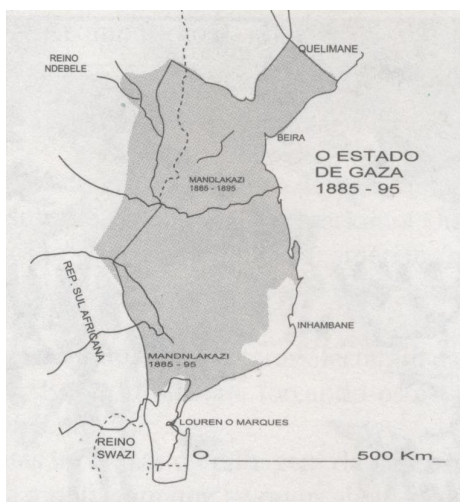 QUELIMANE
REINO
NDEBELE
BEIRA
O ESTADO
DE GAZA
1885 - 95
MANDLAKAZI
1885 - 1895
REP. SUL AFRICANA
INHAMBANE
MANDNLAKAZI
1885 - 95
LOUREN O MARQUES
REINO
SWAZI
O 500 Km